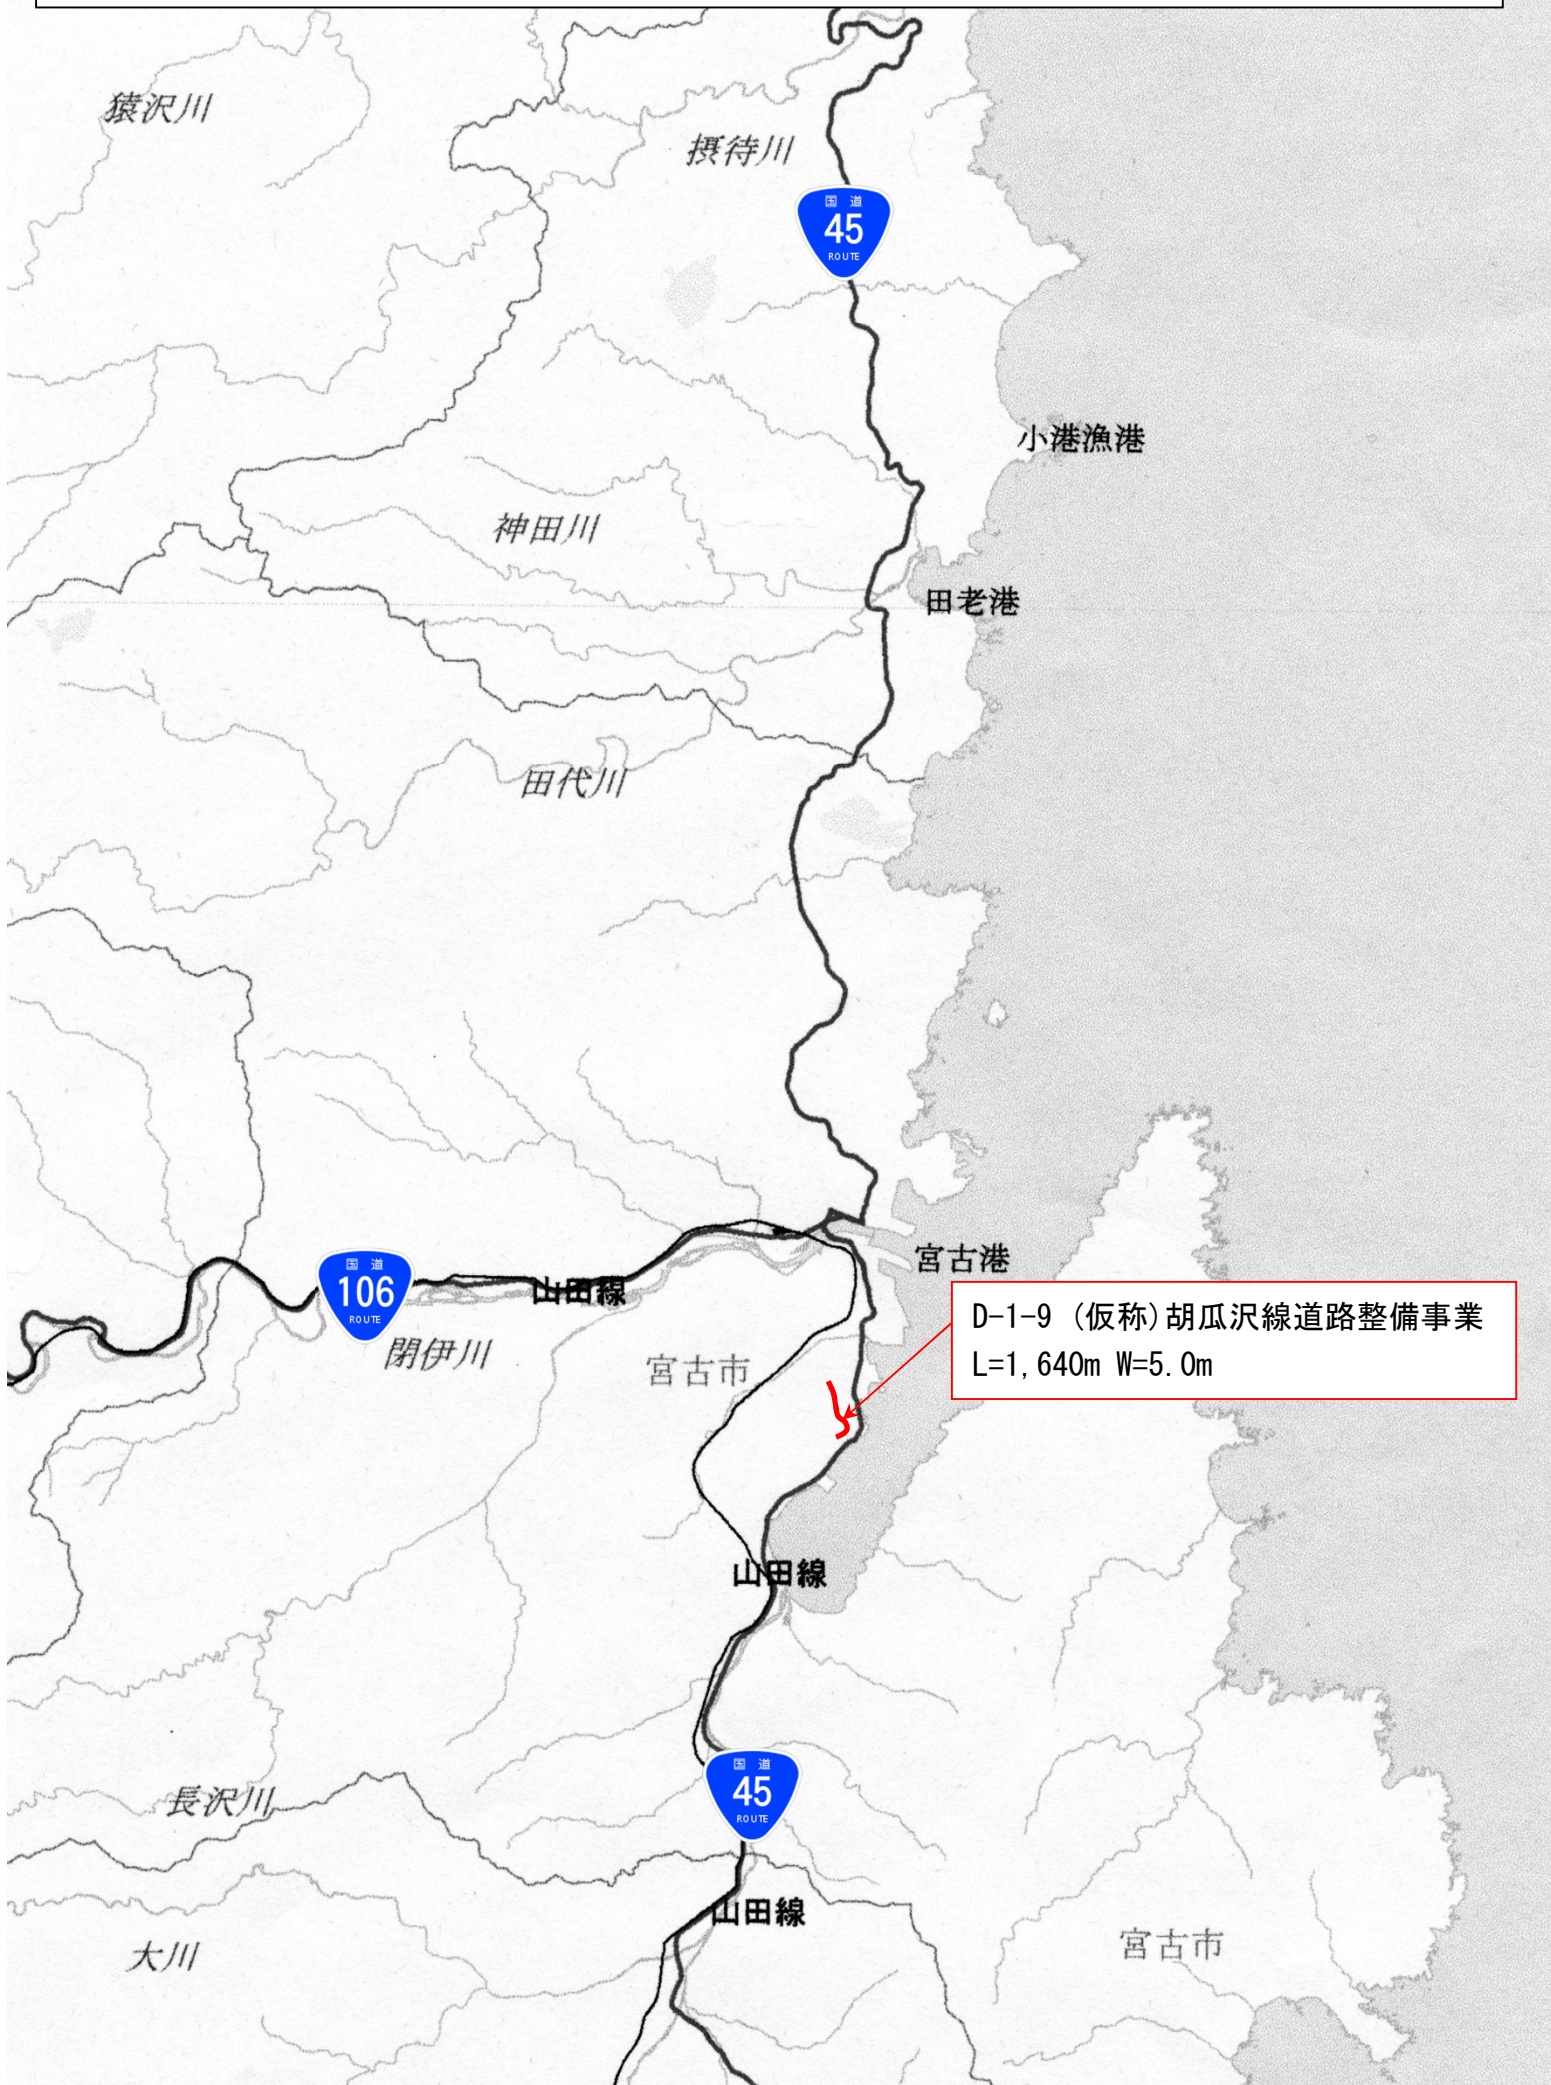 猿沢川
摂待川
国道
45
ROUTE
小港漁港
神田川
田老港
田代川
宮古港
国道
106
ROUTE
山田線
D-1-9 (仮称)胡瓜沢線道路整備事業
L=1,640m W=5.0m
閉伊川
宮古市
山田線
国道
45
ROUTE
長沢川
山田線
宮古市
大川